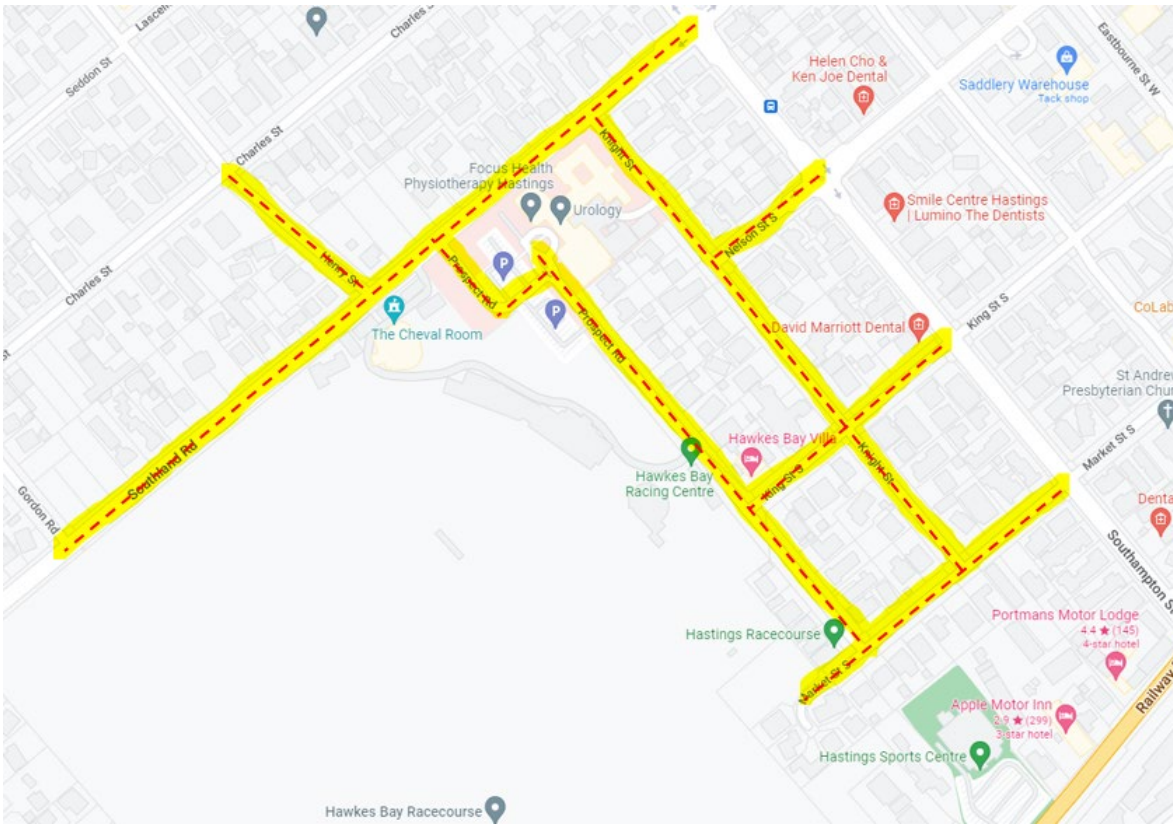 Lascell
Charles St
Seddon St
Eastbourne St W
Helen Cho &
Ken Joe Dental
Saddlery Warehouse
Tack shop
Charles St
Knight St
Focus Health
Physiotherapy Hastings
Urology
Smile Centre Hastings
| Lumino The Dentists
Nelson St S
Henry St
Prospect Rd
P
Charles St
King St S
CoLab
P
David Marriott Dental
The Cheval Room
Prospect Rd
St Andrew
Presbyterian Chur
Market St S
Hawkes Bay Villa
Knight St
Southland Rd
Hawkes Bay
Racing Centre
King St S
Gordon Rd
Denta
Southampton St
Portmans Motor Lodge
4.4 ★ (145)
4-star hotel
Hastings Racecourse
Market St S
Railway
Apple Motor Inn
2.9 ★ (299)
3-star hotel
Hastings Sports Centre
Hawkes Bay Racecourse